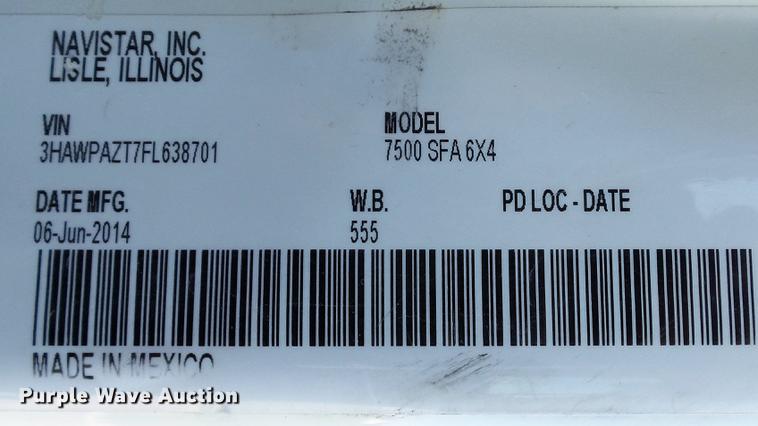 NAVISTAR, INC.
LISLE, ILLINOIS
VIN MODEL
3HAWPAZT7FL638701 7500 SFA 6X4
DATE MFG. W.B. PD LOC - DATE
06-Jun-2014 555
MADE IN MEXICO
Purple Wave Auction